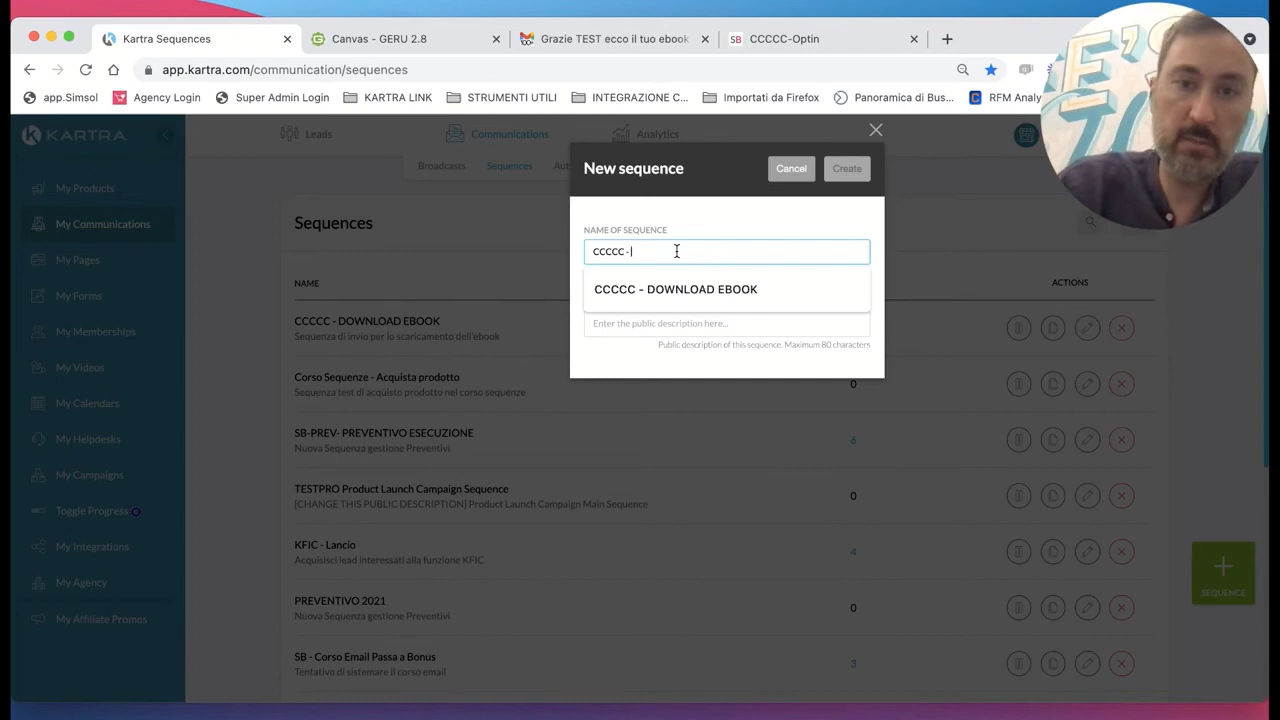 Kartra Sequences
Canvas - GERU 2.8
Grazie TEST ecco il tuo ebook
SB CCCCC-Optin
app.kartra.com/communication/sequences
app.Simsol
Agency Login
Super Admin Login
KARTRA LINK
STRUMENTI UTILI
INTEGRAZIONE C...
Importati da Firefox
Panoramica di Bus...
RFM Analy
KARTRA
Leads
Communications
Analytics
Broadcasts
Sequences
Aut
My Products
My Communications
My Pages
My Forms
My Memberships
My Videos
My Calendars
My Helpdesks
My Campaigns
Toggle Progress
My Integrations
My Agency
My Affiliate Promos
New sequence
Cancel
Create
NAME OF SEQUENCE
CCCCC -
CCCCC - DOWNLOAD EBOOK
Enter the public description here...
Public description of this sequence. Maximum 80 characters
Sequences
NAME
ACTIONS
CCCCC - DOWNLOAD EBOOK
Sequenza di invio per lo scaricamento dell'ebook
Corso Sequenze - Acquista prodotto
0
Sequenza test di acquisto prodotto nel corso sequenze
SB-PREV- PREVENTIVO ESECUZIONE
6
Nuova Sequenza gestione Preventivi
TESTPRO Product Launch Campaign Sequence
0
[CHANGE THIS PUBLIC DESCRIPTION] Product Launch Campaign Main Sequence
KFIC - Lancio
4
Acquisisci lead interessati alla funzione KFIC
PREVENTIVO 2021
0
Nuova Sequenza gestione Preventivi
SB - Corso Email Passa a Bonus
3
Tentativo di sistemare il corso email
SEQUENCE